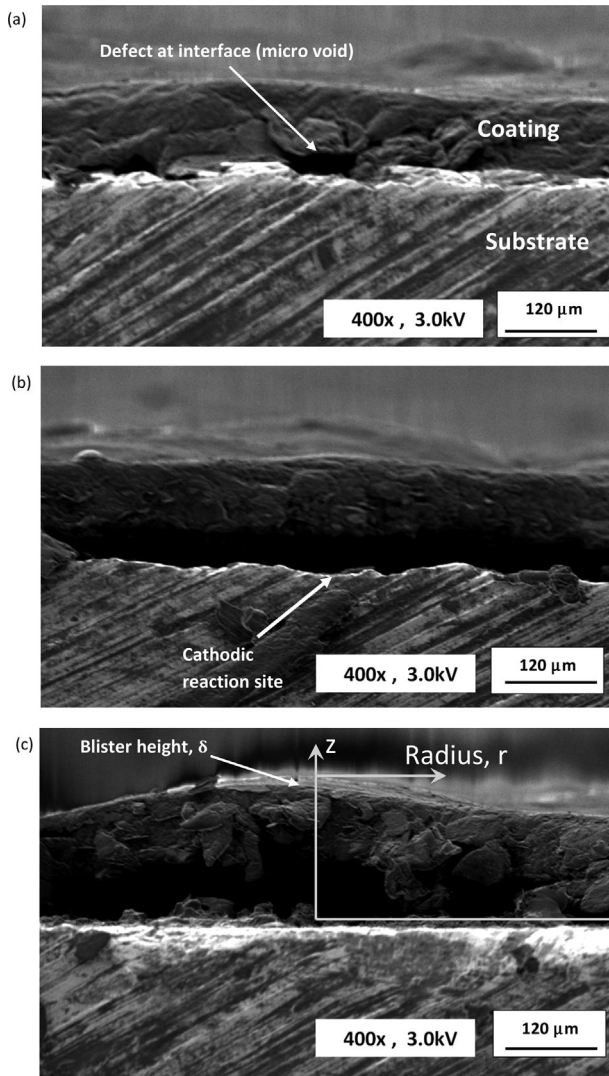 (a)
Defect at interface (micro void)
Coating
Substrate
400x , 3.0kV
120 μm
(b)
Cathodic
reaction site
400x , 3.0kV
120 μm
(c)
Blister height, δ
z
Radius, r
400x , 3.0kV
120 μm